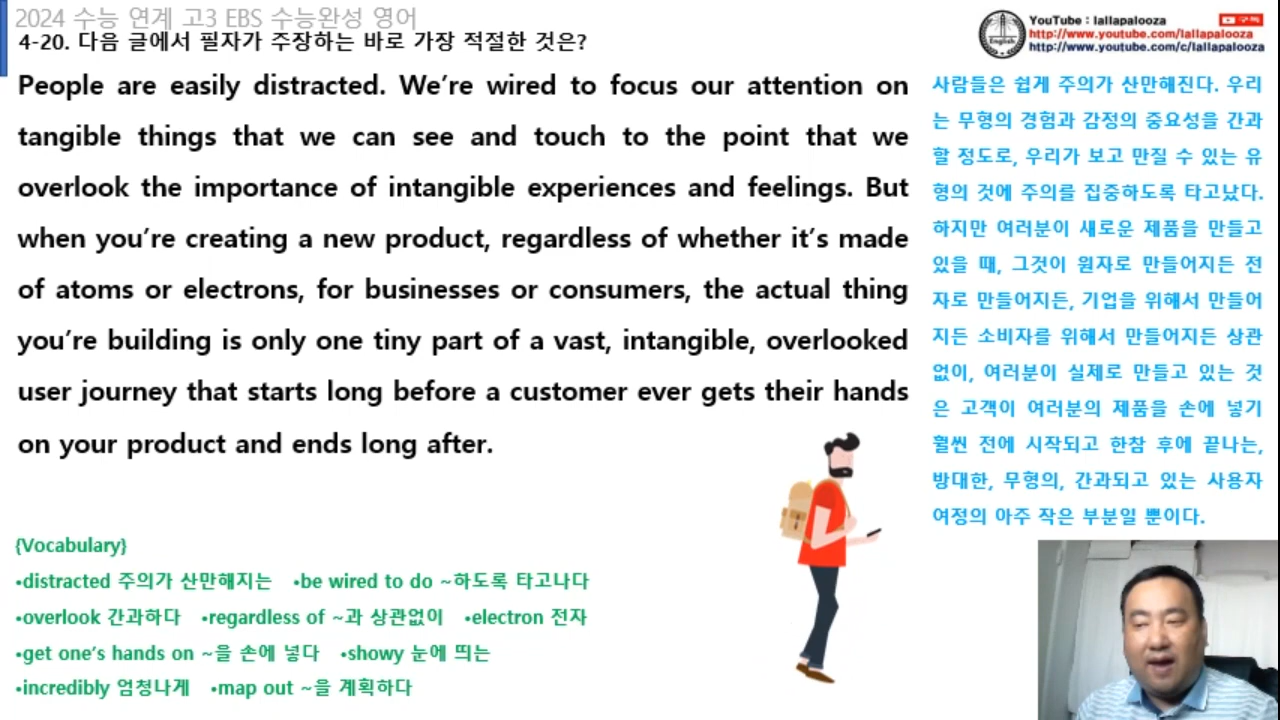 2024 수능 연계 고3 EBS 수능완성 영어
4-20. 다음 글에서 필자가 주장하는 바로 가장 적절한 것은?
YouTube : lallapalooza
구독
http://www.youtube.com/lallapalooza
http://www.youtube.com/c/lallapalooza
English
People are easily distracted. We're wired to focus our attention on
tangible things that we can see and touch to the point that we
overlook the importance of intangible experiences and feelings. But
when you're creating a new product, regardless of whether it's made
of atoms or electrons, for businesses or consumers, the actual thing
you're building is only one tiny part of a vast, intangible, overlooked
user journey that starts long before a customer ever gets their hands
on your product and ends long after.
사람들은 쉽게 주의가 산만해진다. 우리
는 무형의 경험과 감정의 중요성을 간과
할 정도로, 우리가 보고 만질 수 있는 유
형의 것에 주의를 집중하도록 타고났다.
하지만 여러분이 새로운 제품을 만들고
있을 때, 그것이 원자로 만들어지든 전
자로 만들어지든, 기업을 위해서 만들어
지든 소비자를 위해서 만들어지든 상관
없이, 여러분이 실제로 만들고 있는 것
은 고객이 여러분의 제품을 손에 넣기
훨씬 전에 시작되고 한참 후에 끝나는,
방대한, 무형의, 간과되고 있는 사용자
여정의 아주 작은 부분일 뿐이다.
{Vocabulary}
•distracted 주의가 산만해지는 •be wired to do ~하도록 타고나다
•overlook 간과하다 •regardless of ~과 상관없이 •electron 전자
•get one's hands on ~을 손에 넣다 •showy 눈에 띄는
•incredibly 엄청나게 •map out ~을 계획하다